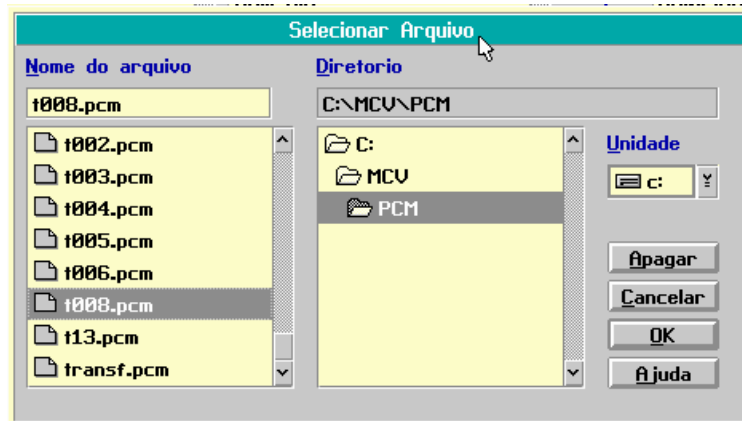 Selecionar Arquivo
Nome do arquivo
t008.pcm
t002.pcm
t003.pcm
t004.pcm
t005.pcm
t006.pcm
t008.pcm
t13.pcm
transf.pcm
Diretorio
C:\MCV\PCM
C:
MCV
PCM
Unidade
c:
Apagar
Cancelar
OK
Ajuda